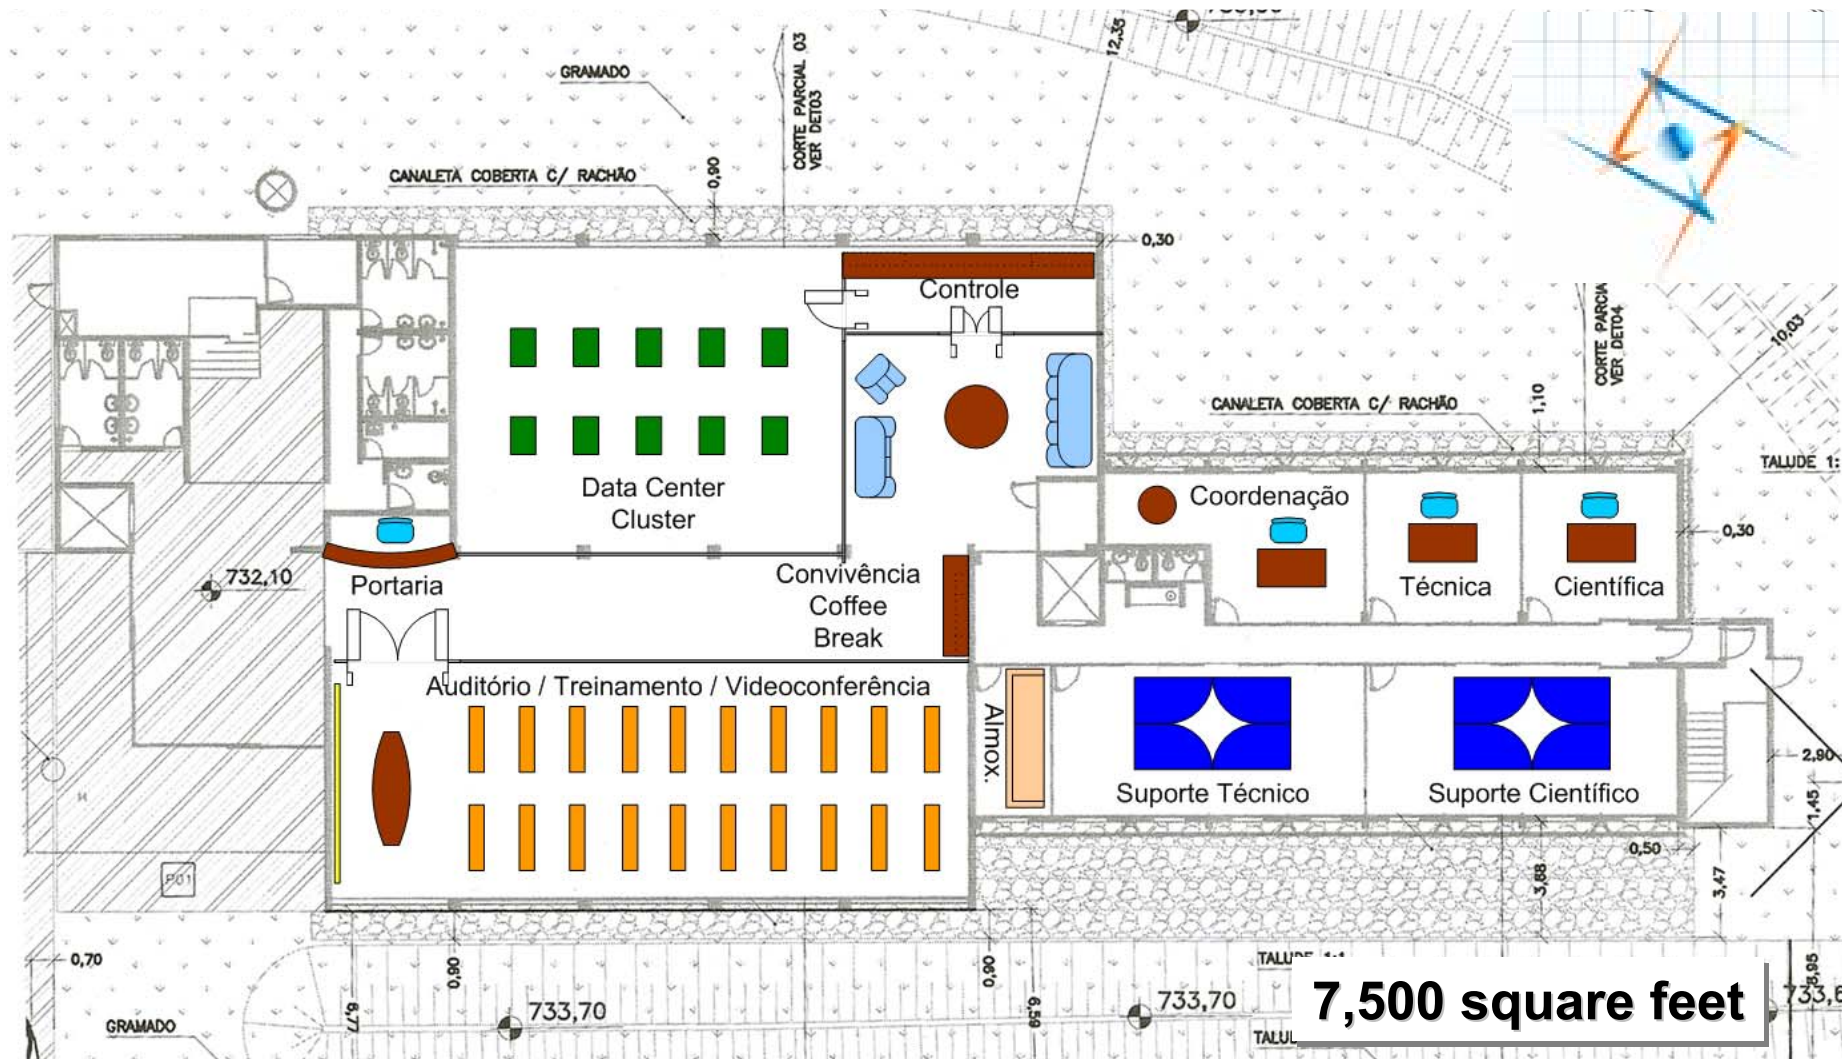 12,35
GRAMADO
CORTE PARCIAL 03
VER DET03
CANALETA COBERTA C/ RACHÃO
0,90
0,30
Controle
VER DET04
10,03
CANALETA COBERTA C/ RACHÃO
1,10
TALUDE 1:
Data Center
Cluster
Coordenação
0,30
732,10
Portaria
Convivência
Coffee
Break
Técnica
Científica
Auditório / Treinamento / Videoconferência
Almox.
Suporte Técnico
Suporte Científico
2,90
1,45
0,50
P01
3,88
3,47
0,70
0,90
0,90
6,77
6,59
733,70
733,70
7,500 square feet
GRAMADO